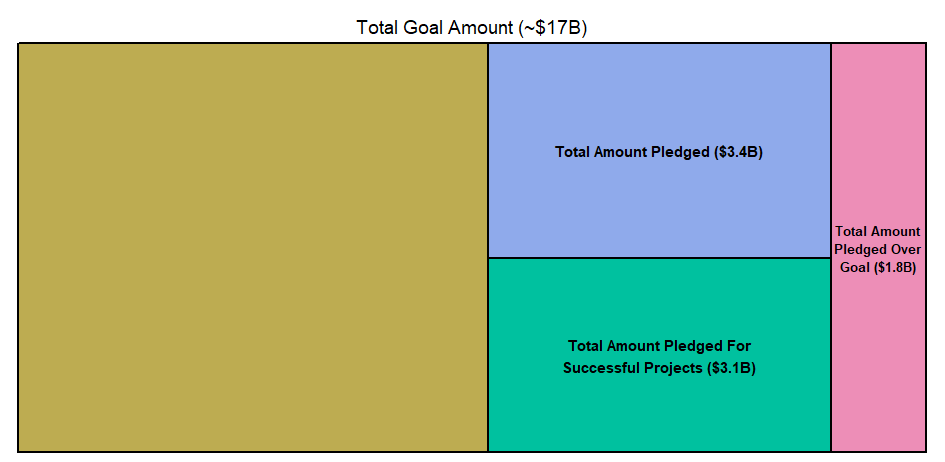 Total Goal Amount (~$17B)
Total Amount Pledged ($3.4B)
Total Amount
Pledged Over
Goal ($1.8B)
Total Amount Pledged For
Successful Projects ($3.1B)